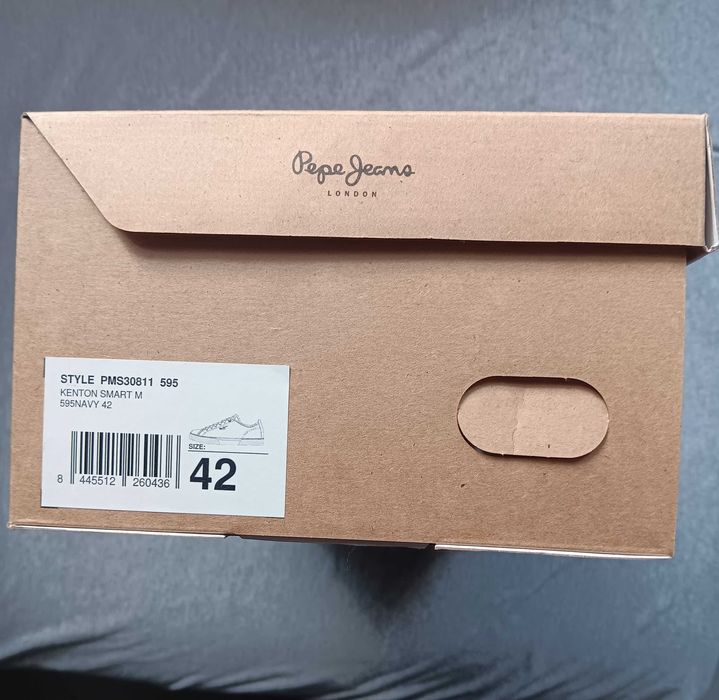 Pepe Jeans
LONDON
STYLE PMS30811 595
KENTON SMART M
595NAVY 42
SIZE:
42
8 445512 260436